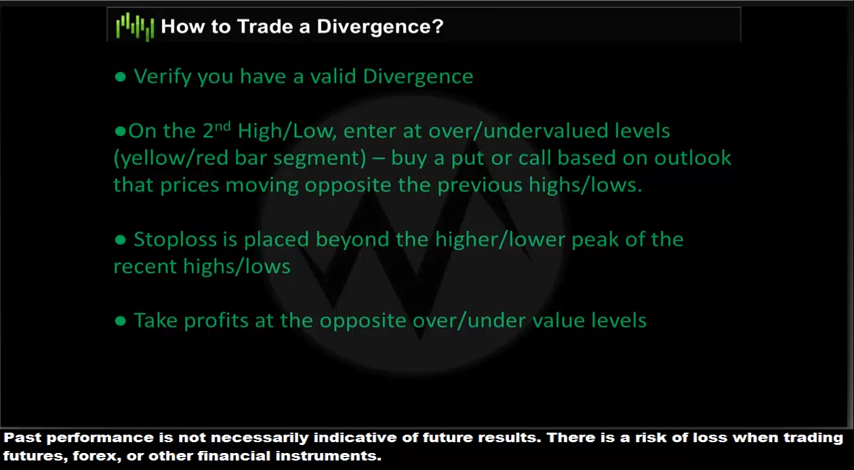 How to Trade a Divergence?
● Verify you have a valid Divergence
●On the 2nd High/Low, enter at over/undervalued levels
(yellow/red bar segment) – buy a put or call based on outlook
that prices moving opposite the previous highs/lows.
● Stoploss is placed beyond the higher/lower peak of the
recent highs/lows
● Take profits at the opposite over/under value levels
Past performance is not necessarily indicative of future results. There is a risk of loss when trading
futures, forex, or other financial instruments.